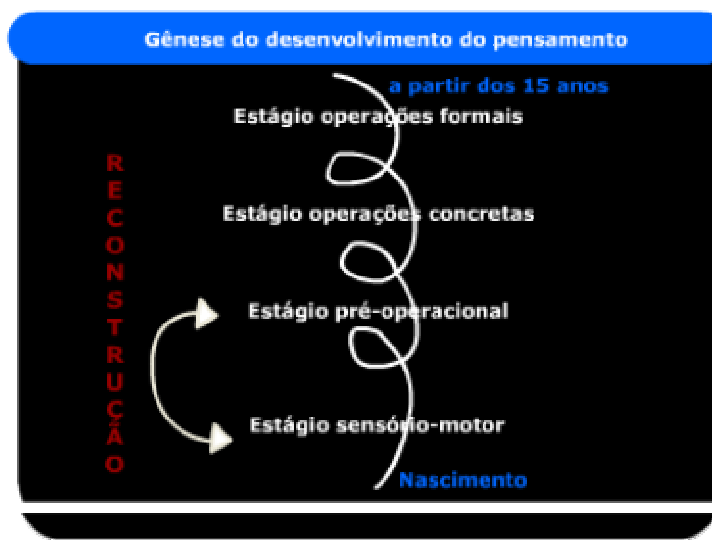 Gênese do desenvolvimento do pensamento
a partir dos 15 anos
Estágio operações formais
RECONSTRUÇÃO
Estágio operações concretas
Estágio pré-operacional
Estágio sensório-motor
Nascimento